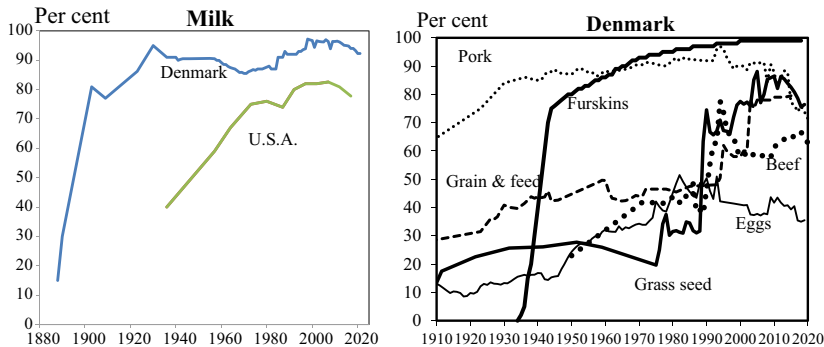 Per cent
Milk
100
90
80
70
60
50
40
30
20
10
0
Denmark
U.S.A.
1880 1900 1920 1940 1960 1980 2000 2020
Per cent
Denmark
100
90
80
70
60
50
40
30
20
10
0
Pork
Furskins
Beef
Grain & feed
Eggs
Grass seed
1910 1920 1930 1940 1950 1960 1970 1980 1990 2000 2010 2020